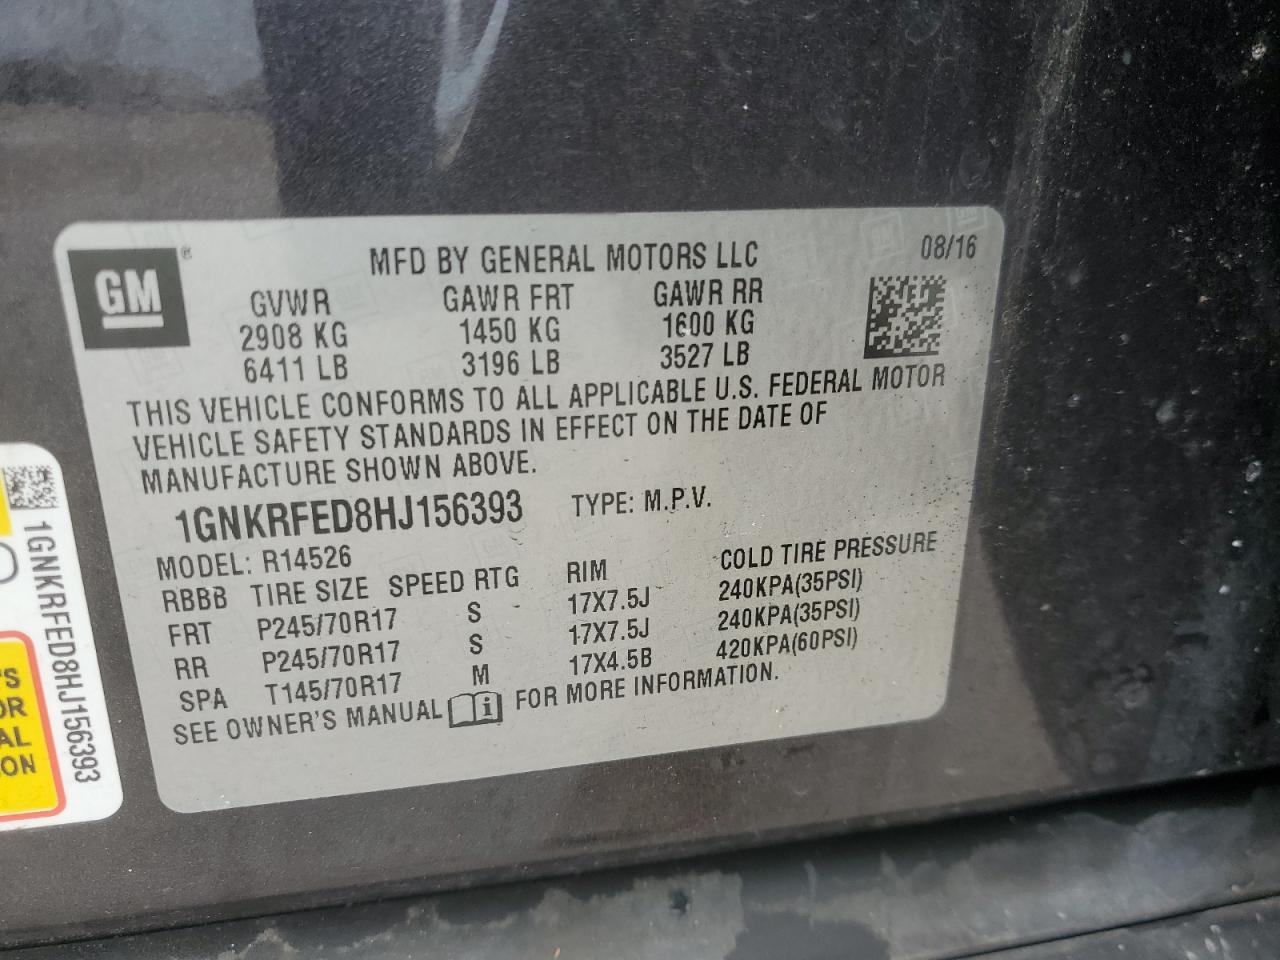 GM
®
MFD BY GENERAL MOTORS LLC
08/16
GVWR GAWR FRT GAWR RR
2908 KG 1450 KG 1600 KG
6411 LB 3196 LB 3527 LB
THIS VEHICLE CONFORMS TO ALL APPLICABLE U.S. FEDERAL MOTOR
VEHICLE SAFETY STANDARDS IN EFFECT ON THE DATE OF
MANUFACTURE SHOWN ABOVE.
1GNKRFED8HJ156393 TYPE: M.P.V.
MODEL: R14526
RBBB TIRE SIZE SPEED RTG RIM COLD TIRE PRESSURE
FRT P245/70R17 S 17X7.5J 240KPA(35PSI)
RR P245/70R17 S 17X7.5J 240KPA(35PSI)
SPA T145/70R17 M 17X4.5B 420KPA(60PSI)
SEE OWNER'S MANUAL i FOR MORE INFORMATION.
1GNKRFED8HJ156393
'S
OR
AL
ON